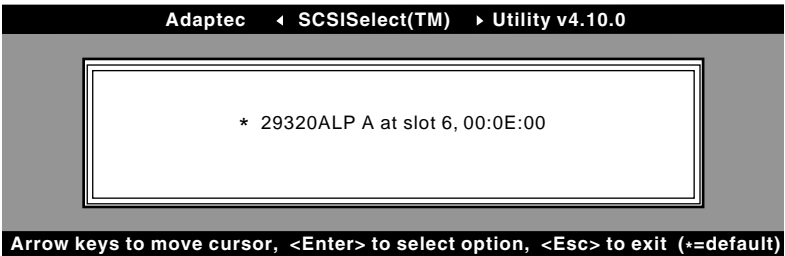 Adaptec ◂ SCSISelect(TM) ▸ Utility v4.10.0
* 29320ALP A at slot 6, 00:0E:00
Arrow keys to move cursor, <Enter> to select option, <Esc> to exit (*=default)